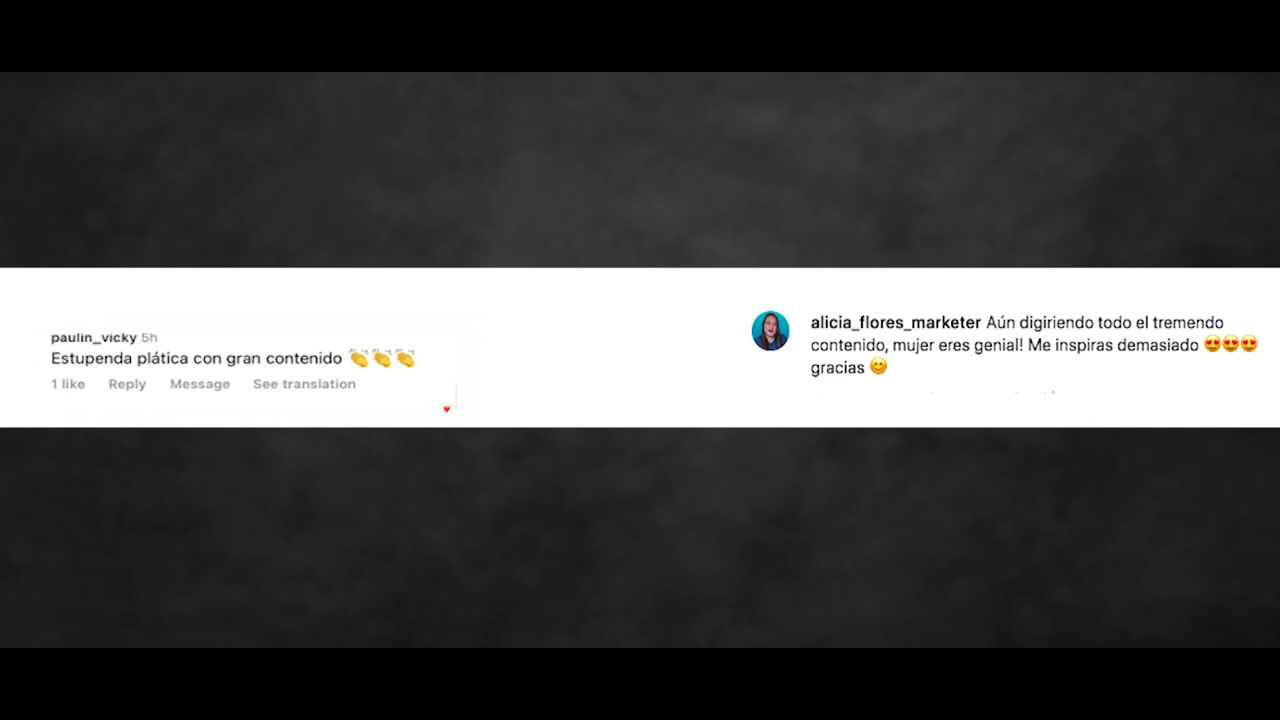 paulin_vicky 5h
Estupenda plática con gran contenido 👏👏👏
1 like Reply Message See translation
alicia_flores_marketer Aún digiriendo todo el tremendo
contenido, mujer eres genial! Me inspiras demasiado 😍😍😍
gracias 😊